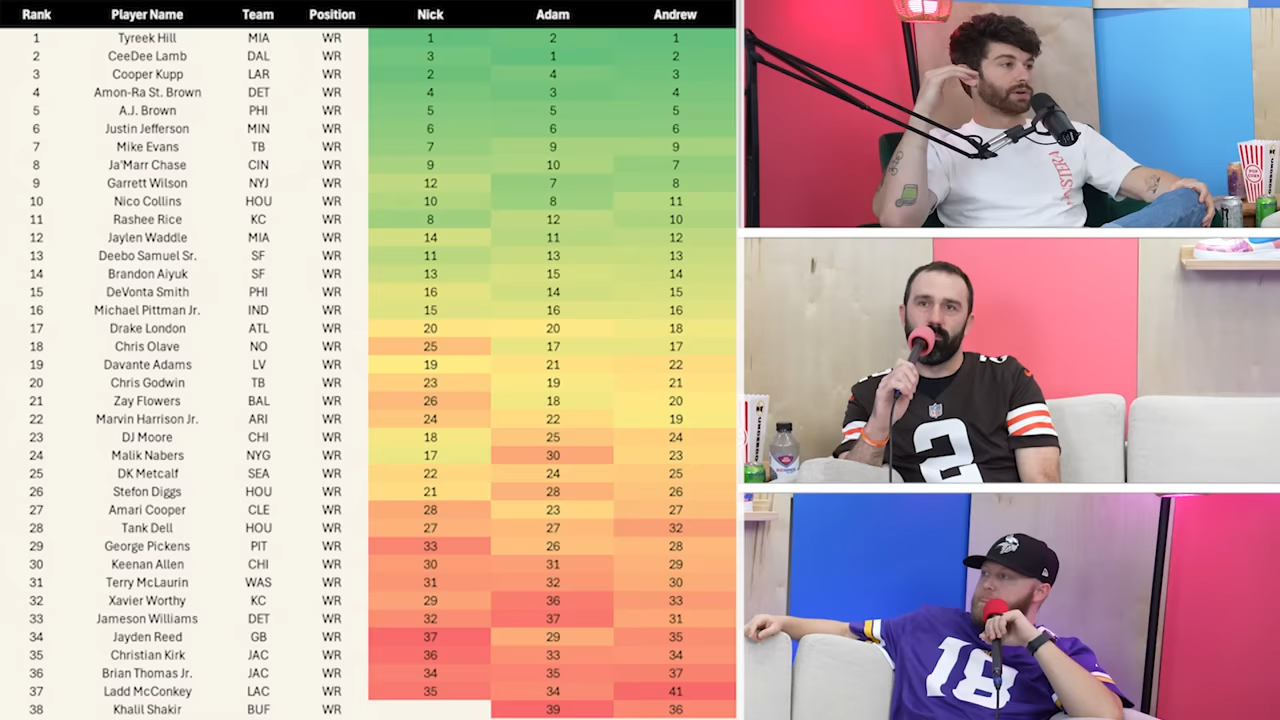 Rank Player Name Team Position Nick Adam Andrew
1 Tyreek Hill MIA WR 1 2 1
2 CeeDee Lamb DAL WR 3 1 2
3 Cooper Kupp LAR WR 2 4 3
4 Amon-Ra St. Brown DET WR 4 3 4
5 A.J. Brown PHI WR 5 5 5
6 Justin Jefferson MIN WR 6 6 6
7 Mike Evans TB WR 7 9 9
8 Ja'Marr Chase CIN WR 9 10 7
9 Garrett Wilson NYJ WR 12 7 8
10 Nico Collins HOU WR 10 8 11
11 Rashee Rice KC WR 8 12 10
12 Jaylen Waddle MIA WR 14 11 12
13 Deebo Samuel Sr. SF WR 11 13 13
14 Brandon Aiyuk SF WR 13 15 14
15 DeVonta Smith PHI WR 16 14 15
16 Michael Pittman Jr. IND WR 15 16 16
17 Drake London ATL WR 20 20 18
18 Chris Olave NO WR 25 17 17
19 Davante Adams LV WR 19 21 22
20 Chris Godwin TB WR 23 19 21
21 Zay Flowers BAL WR 26 18 20
22 Marvin Harrison Jr. ARI WR 24 22 19
23 DJ Moore CHI WR 18 25 24
24 Malik Nabers NYG WR 17 30 23
25 DK Metcalf SEA WR 22 24 25
26 Stefon Diggs HOU WR 21 28 26
27 Amari Cooper CLE WR 28 23 27
28 Tank Dell HOU WR 27 27 32
29 George Pickens PIT WR 33 26 28
30 Keenan Allen CHI WR 30 31 29
31 Terry McLaurin WAS WR 31 32 30
32 Xavier Worthy KC WR 29 36 33
33 Jameson Williams DET WR 32 37 31
34 Jayden Reed GB WR 37 29 35
35 Christian Kirk JAC WR 36 33 34
36 Brian Thomas Jr. JAC WR 34 35 37
37 Ladd McConkey LAC WR 35 34 41
38 Khalil Shakir BUF WR 39 36
2
18